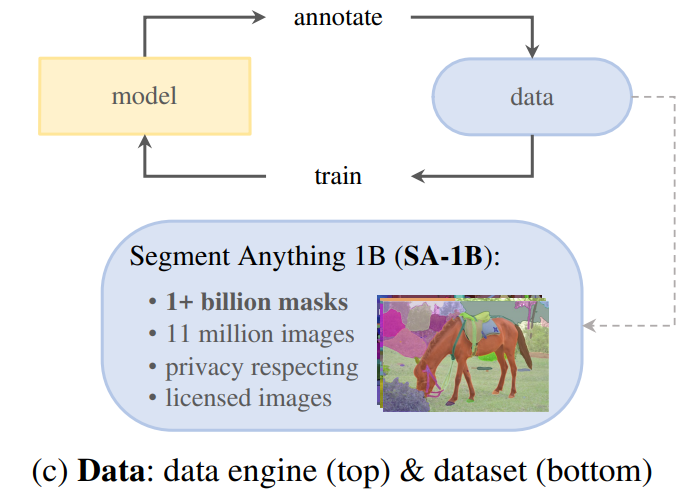 annotate
model
data
train
Segment Anything 1B (SA-1B):
• 1+ billion masks
• 11 million images
• privacy respecting
• licensed images
(c) Data: data engine (top) & dataset (bottom)